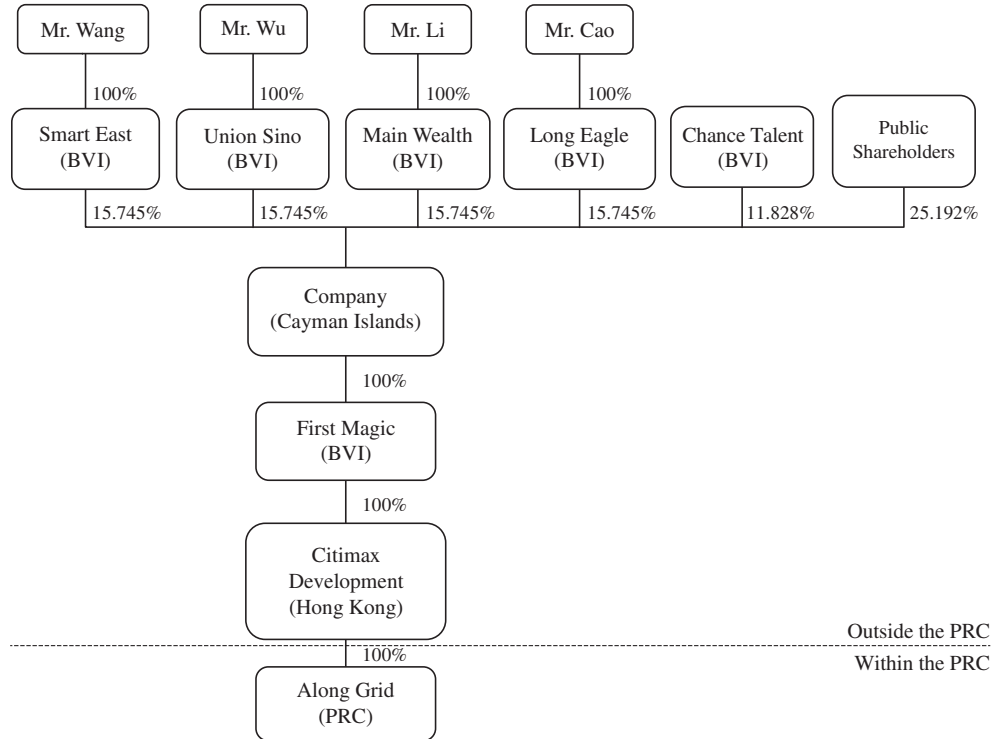 Mr. Wang
Mr. Wu
Mr. Li
Mr. Cao
100%
100%
100%
100%
Smart East
(BVI)
Union Sino
(BVI)
Main Wealth
(BVI)
Long Eagle
(BVI)
Chance Talent
(BVI)
Public
Shareholders
15.745%
15.745%
15.745%
15.745%
11.828%
25.192%
Company
(Cayman Islands)
100%
First Magic
(BVI)
100%
Citimax
Development
(Hong Kong)
Outside the PRC
100%
Within the PRC
Along Grid
(PRC)